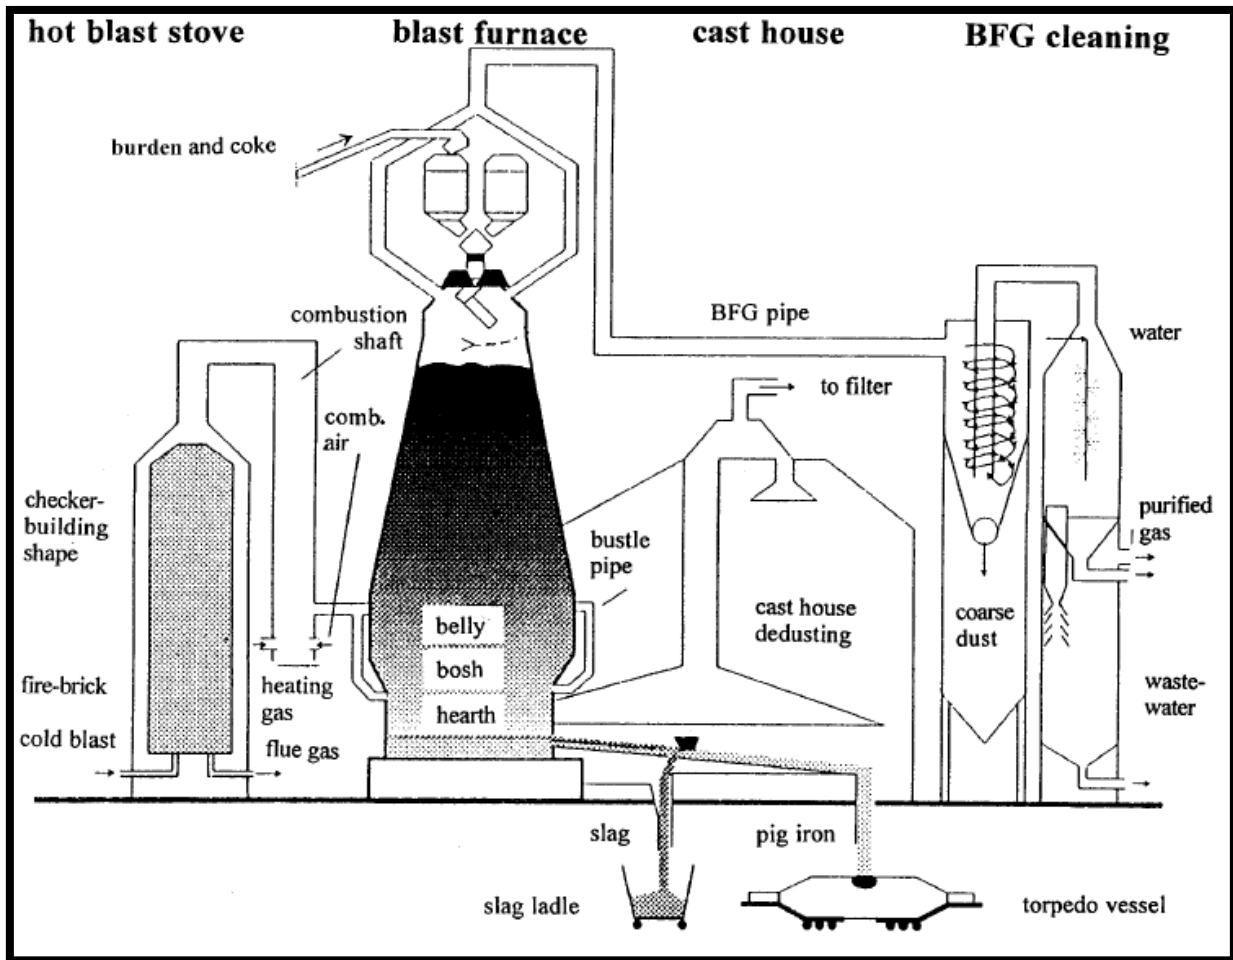 hot blast stove
blast furnace
cast house
BFG cleaning
burden and coke
combustion
shaft
BFG pipe
water
comb.
air
to filter
checker-
building
shape
bustle
pipe
purified
gas
belly
bosh
hearth
cast house
dedusting
coarse
dust
fire-brick
heating
gas
waste-
water
cold blast
flue gas
slag
pig iron
slag ladle
torpedo vessel